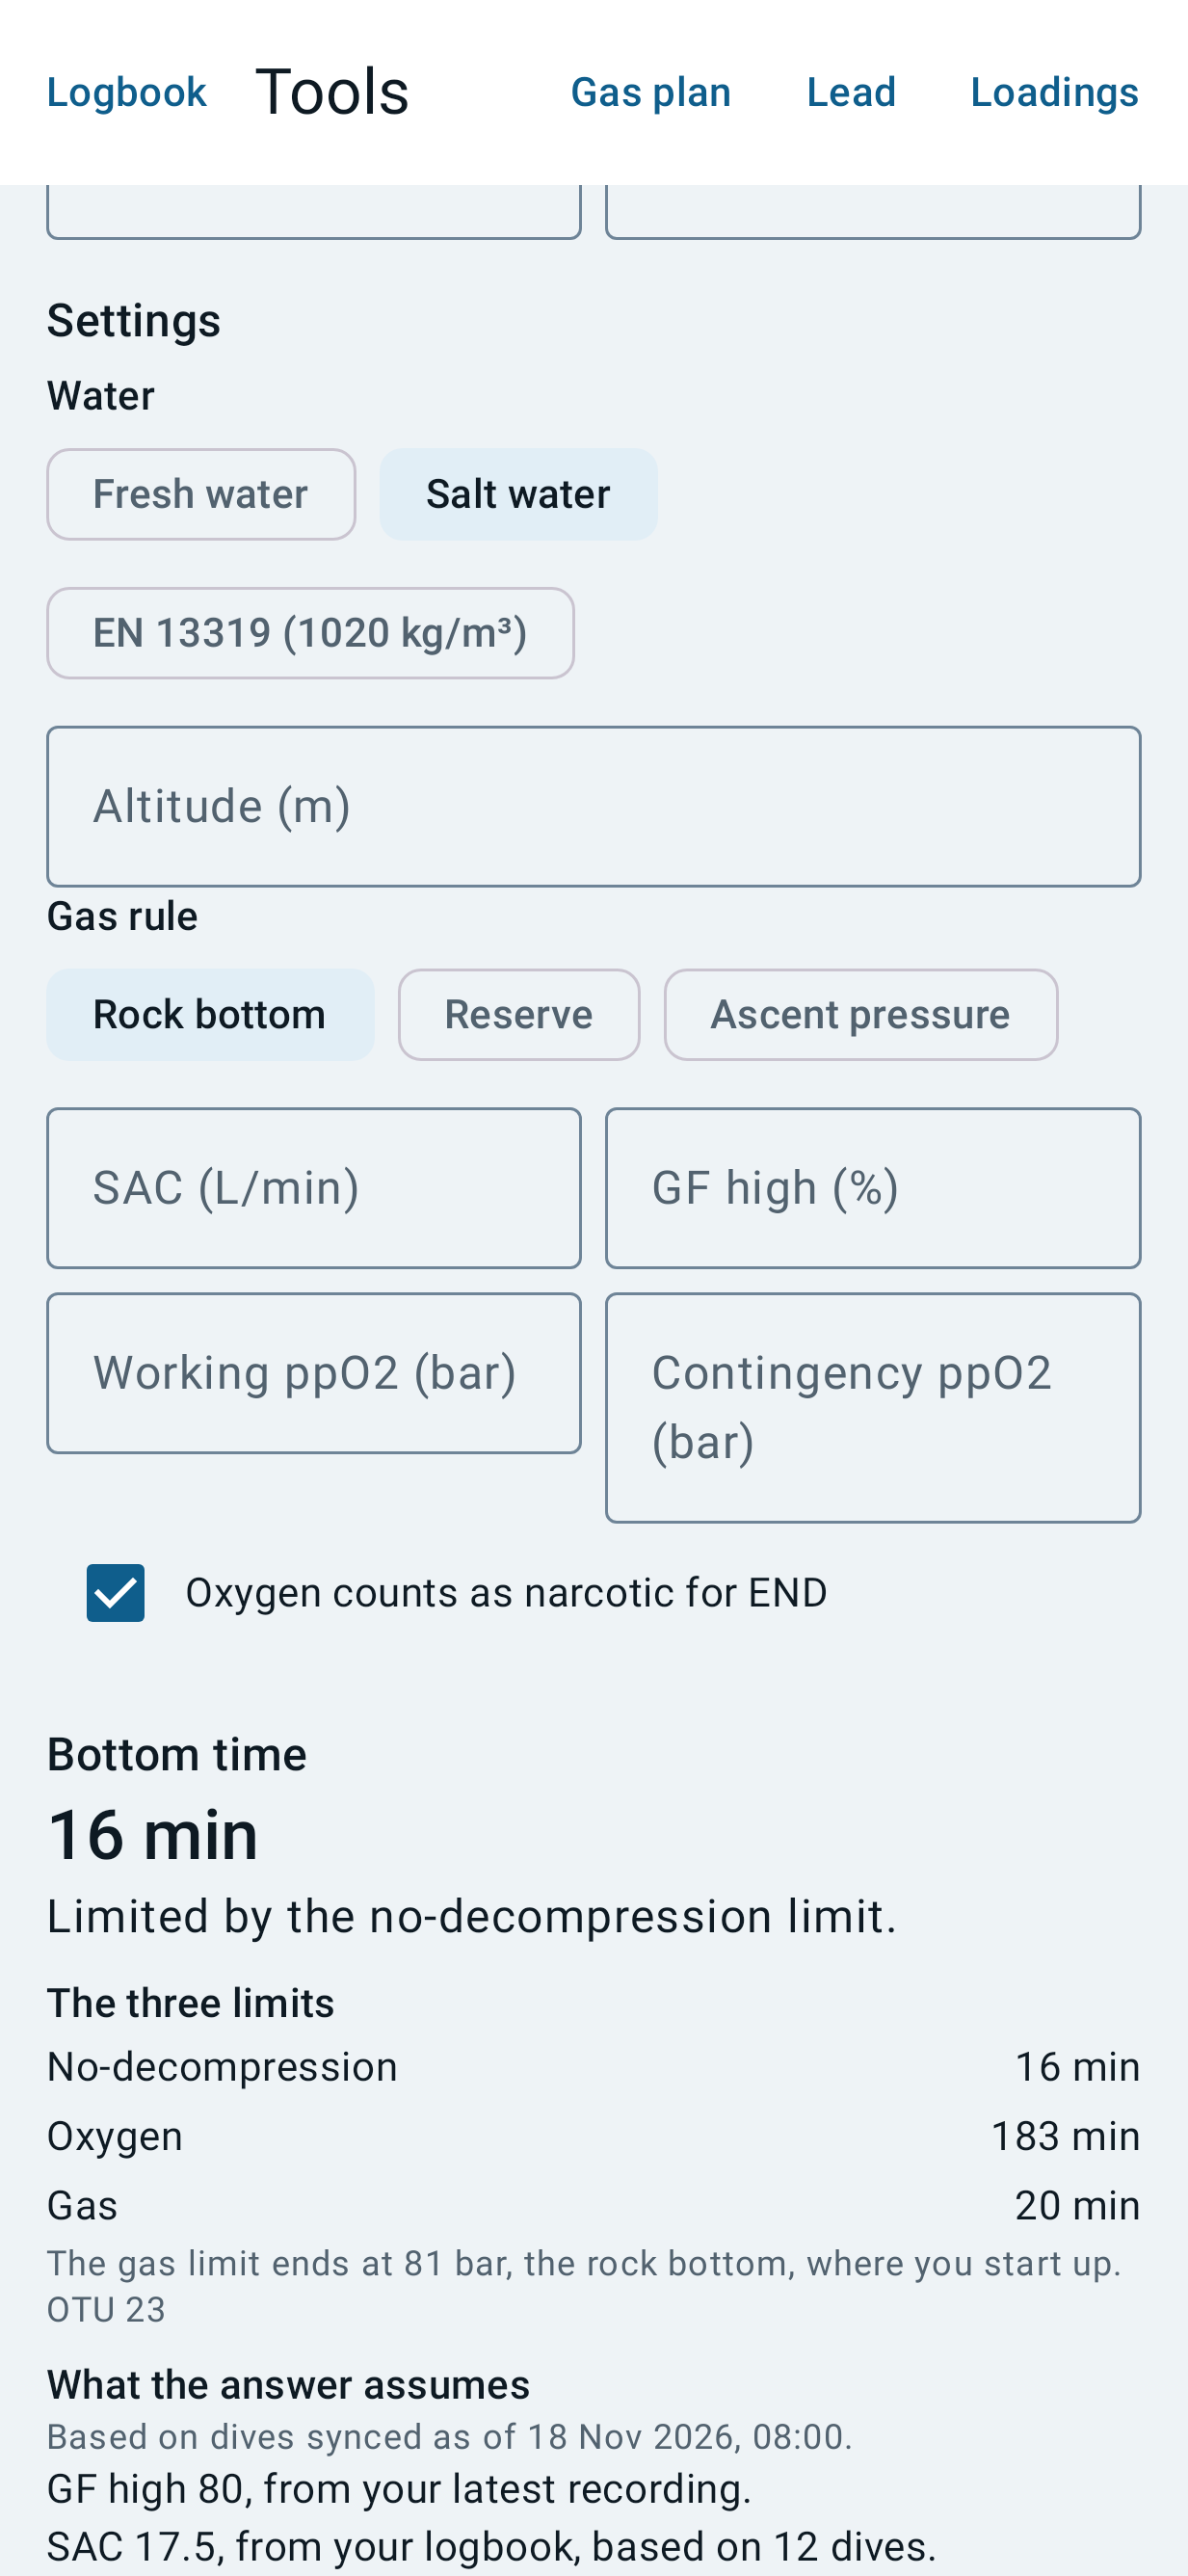 Logbook Tools Gas plan Lead Loadings
Settings
Water
Fresh water Salt water
EN 13319 (1020 kg/m³)
Altitude (m)
Gas rule
Rock bottom Reserve Ascent pressure
SAC (L/min) GF high (%)
Working ppO2 (bar) Contingency ppO2
(bar)
Oxygen counts as narcotic for END
Bottom time
16 min
Limited by the no-decompression limit.
The three limits
No-decompression 16 min
Oxygen 183 min
Gas 20 min
The gas limit ends at 81 bar, the rock bottom, where you start up.
OTU 23
What the answer assumes
Based on dives synced as of 18 Nov 2026, 08:00.
GF high 80, from your latest recording.
SAC 17.5, from your logbook, based on 12 dives.